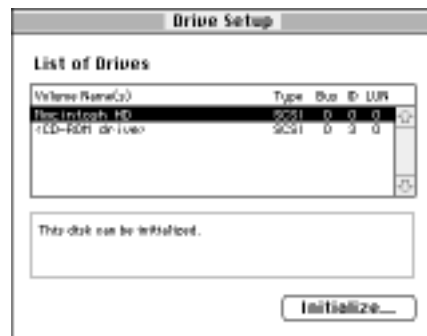 Drive Setup
List of Drives
Volume Name(s) Type Bus ID LUN
Macintosh HD SCSI 0 0 0
<CD-ROM drive> SCSI 0 3 0
This disk can be initialized.
Initialize...